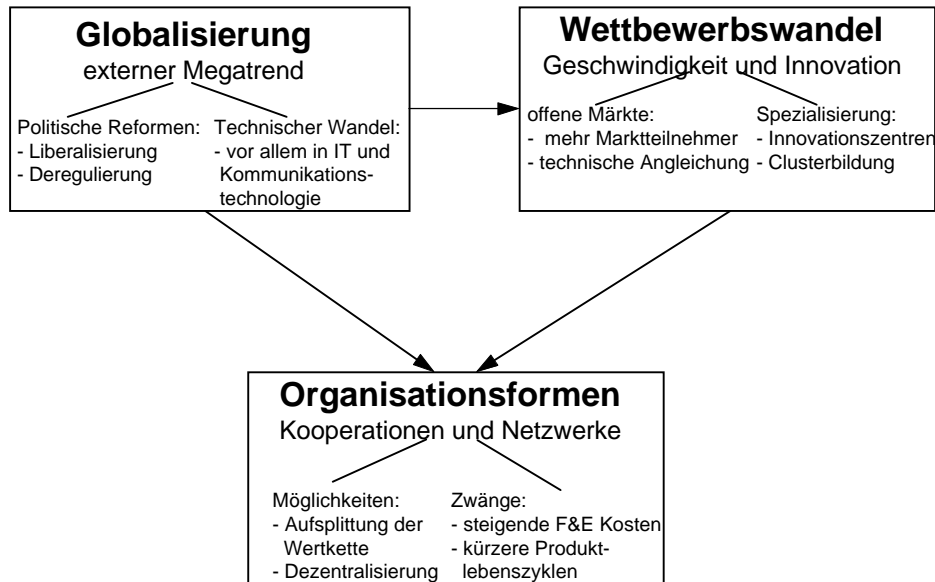 Globalisierung
externer Megatrend
Politische Reformen:
- Liberalisierung
- Deregulierung
Technischer Wandel:
- vor allem in IT und
Kommunikations-
technologie
Wettbewerbswandel
Geschwindigkeit und Innovation
offene Märkte:
- mehr Marktteilnehmer
- technische Angleichung
Spezialisierung:
- Innovationszentren
- Clusterbildung
Organisationsformen
Kooperationen und Netzwerke
Möglichkeiten:
- Aufsplittung der
Wertkette
- Dezentralisierung
Zwänge:
- steigende F&E Kosten
- kürzere Produkt-
lebenszyklen